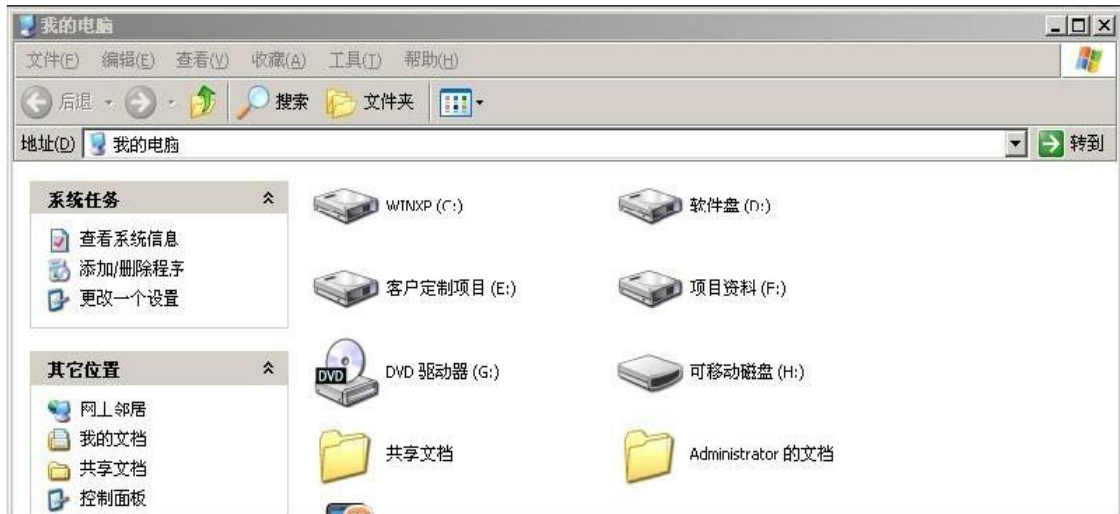 我的电脑
文件(F) 编辑(E) 查看(V) 收藏(A) 工具(T) 帮助(H)
后退 搜索 文件夹
地址(D) 我的电脑 转到
系统任务
查看系统信息
添加/删除程序
更改一个设置
其它位置
网上邻居
我的文档
共享文档
控制面板
WINXP (C:) 软件盘 (D:)
客户定制项目 (E:) 项目资料 (F:)
DVD
DVD 驱动器 (G:) 可移动磁盘 (H:)
共享文档 Administrator 的文档